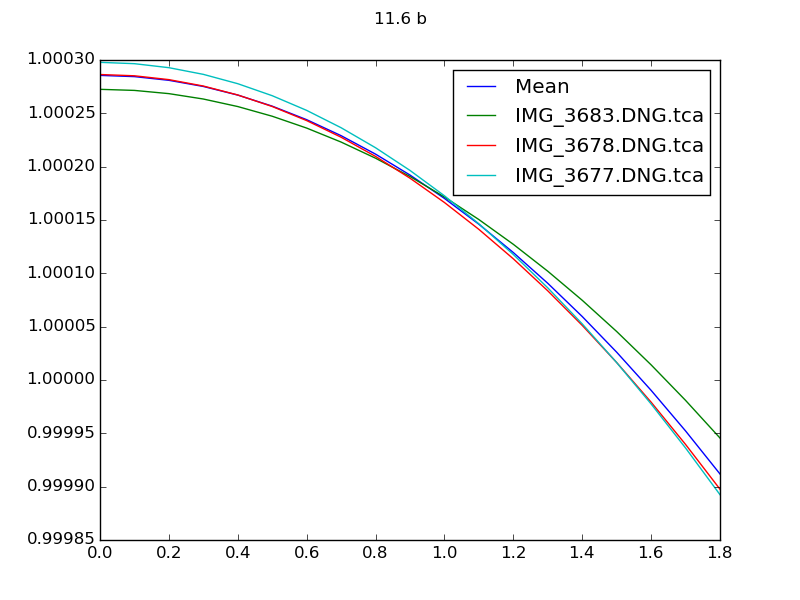 11.6 b
1.00030
1.00025
1.00020
1.00015
1.00010
1.00005
1.00000
0.99995
0.99990
0.99985
Mean
IMG_3683.DNG.tca
IMG_3678.DNG.tca
IMG_3677.DNG.tca
0.0 0.2 0.4 0.6 0.8 1.0 1.2 1.4 1.6 1.8